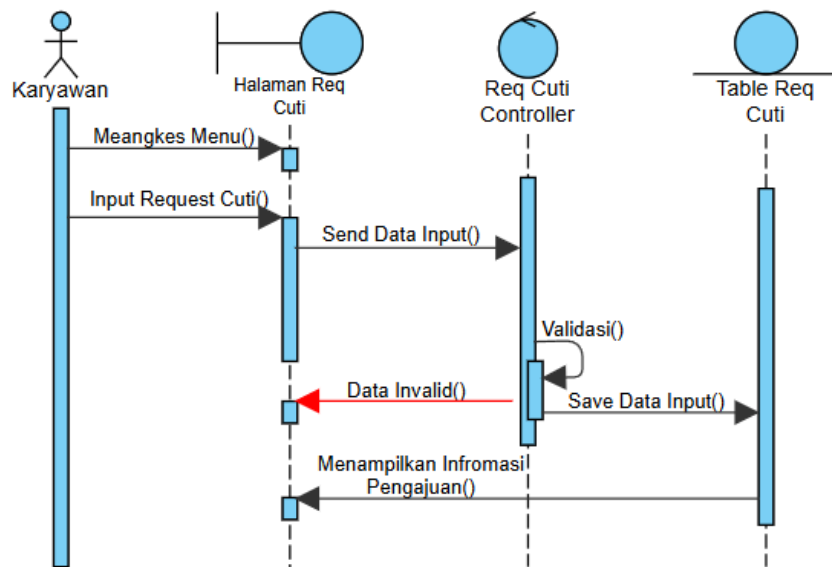 Karyawan
Halaman Req
Cuti
Req Cuti
Controller
Table Req
Cuti
Meangkes Menu()
Input Request Cuti()
Send Data Input()
Validasi()
Data Invalid()
Save Data Input()
Menampilkan Infromasi
Pengajuan()